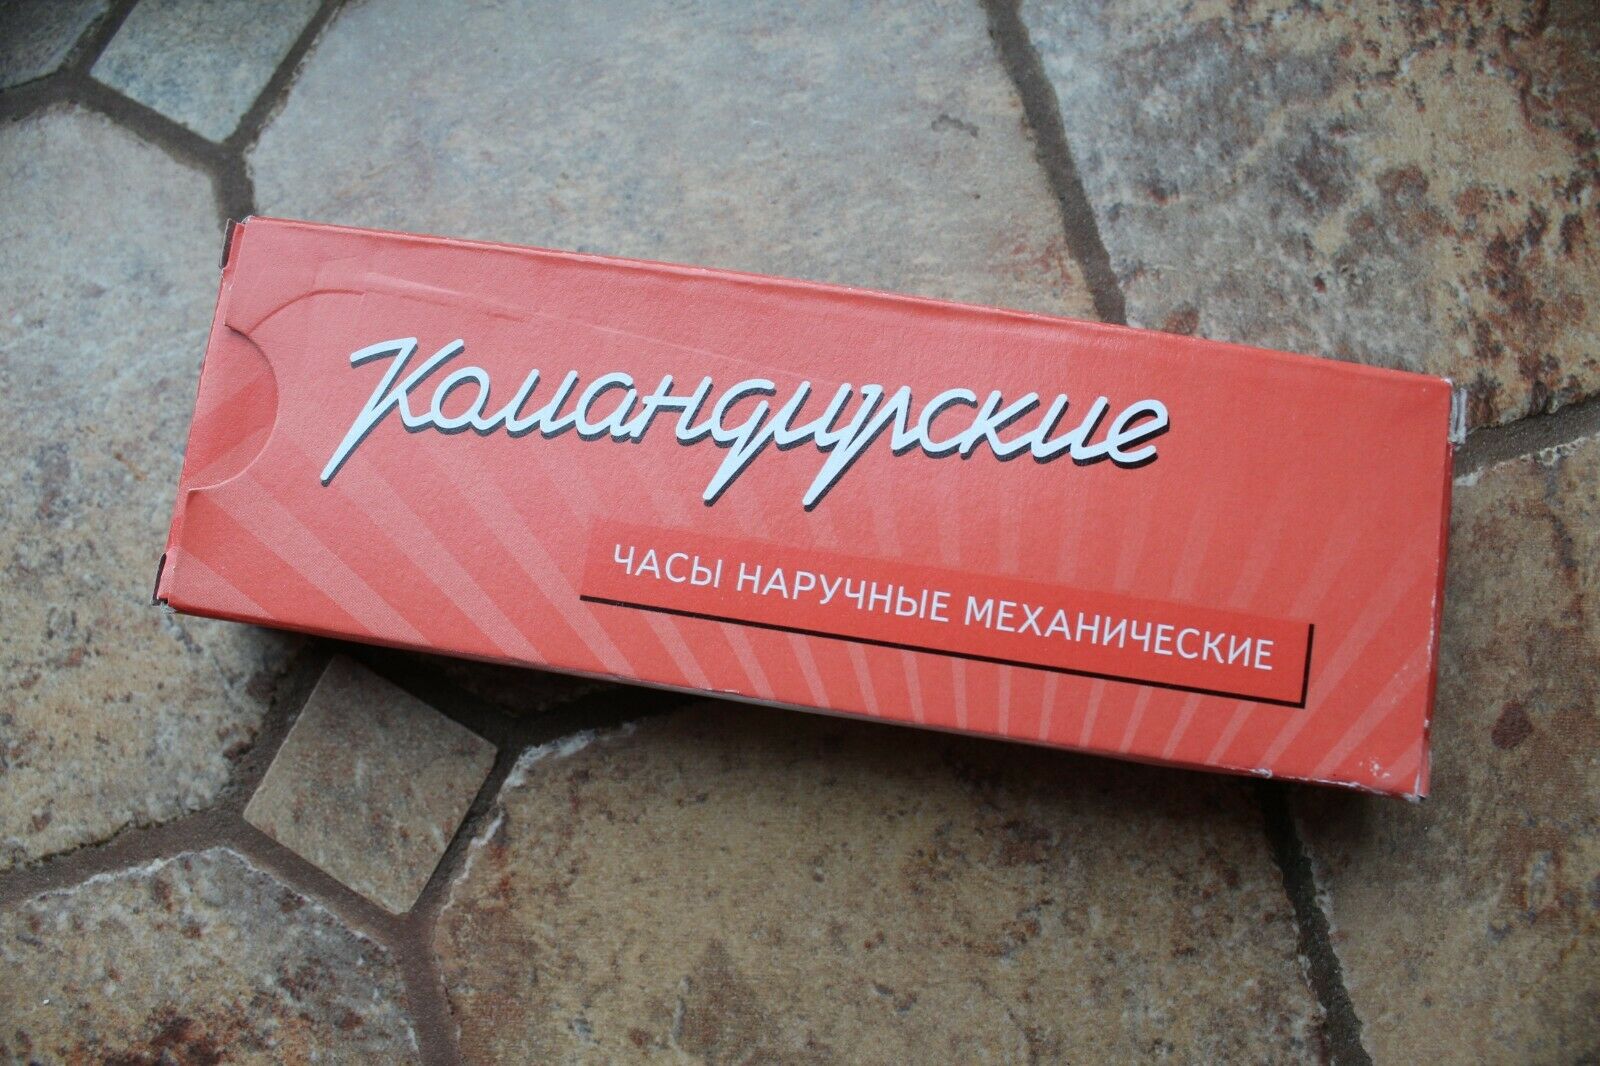 Командирские
ЧАСЫ НАРУЧНЫЕ МЕХАНИЧЕСКИЕ